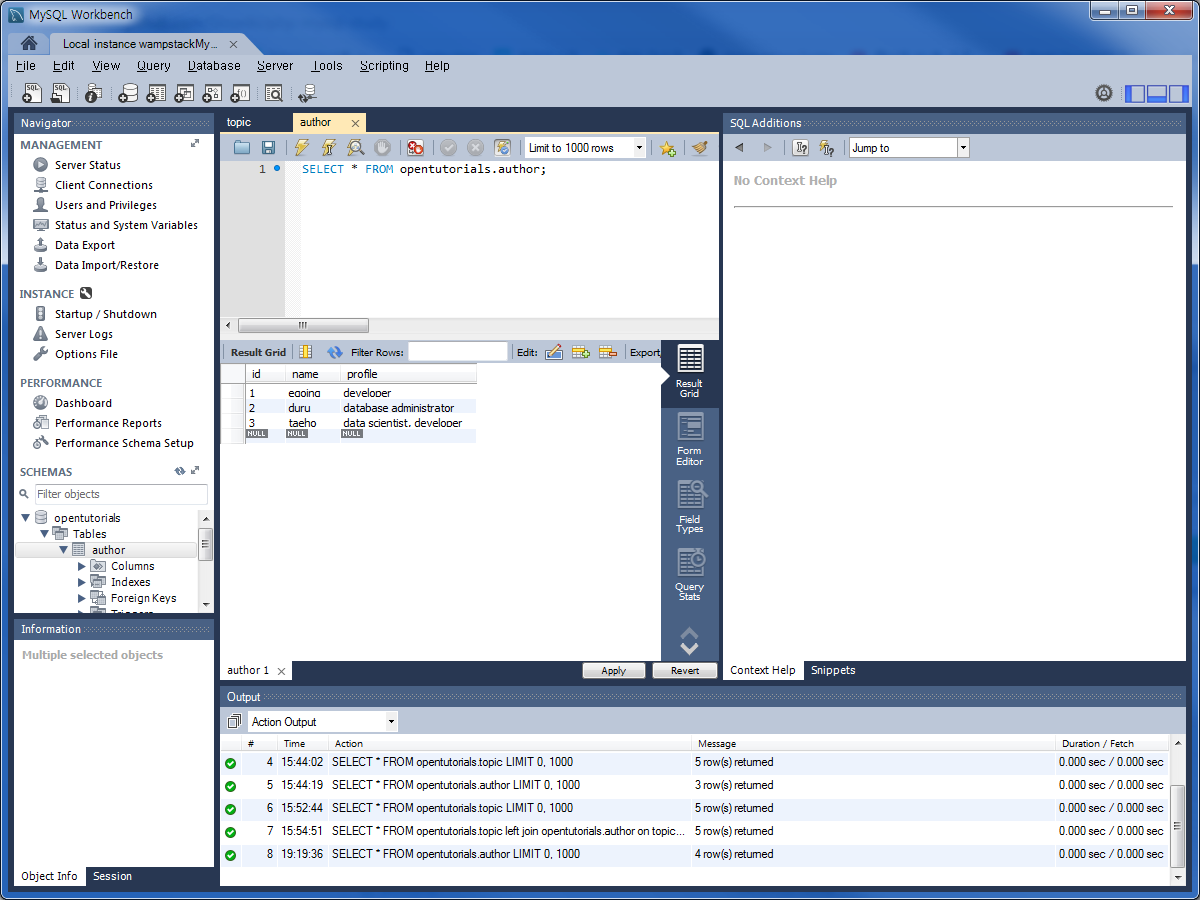 MySQL Workbench
Local instance wampstackMy...
File Edit View Query Database Server Tools Scripting Help
Navigator
MANAGEMENT
Server Status
Client Connections
Users and Privileges
Status and System Variables
Data Export
Data Import/Restore
INSTANCE
Startup / Shutdown
Server Logs
Options File
PERFORMANCE
Dashboard
Performance Reports
Performance Schema Setup
SCHEMAS
Filter objects
opentutorials
Tables
author
Columns
Indexes
Foreign Keys
Triggers
Information
Multiple selected objects
Object Info Session
topic author
Limit to 1000 rows
1 SELECT * FROM opentutorials.author;
Result Grid Filter Rows: Edit: Export
id name profile
1 egoing developer
2 duru database administrator
3 taeho data scientist, developer
NULL NULL NULL
Result
Grid
Form
Editor
Field
Types
Query
Stats
author 1 Apply Revert
SQL Additions
Jump to
No Context Help
Context Help Snippets
Output
Action Output
# Time Action Message Duration / Fetch
4 15:44:02 SELECT * FROM opentutorials.topic LIMIT 0, 1000 5 row(s) returned 0.000 sec / 0.000 sec
5 15:44:19 SELECT * FROM opentutorials.author LIMIT 0, 1000 3 row(s) returned 0.000 sec / 0.000 sec
6 15:52:44 SELECT * FROM opentutorials.topic LIMIT 0, 1000 5 row(s) returned 0.000 sec / 0.000 sec
7 15:54:51 SELECT * FROM opentutorials.topic left join opentutorials.author on topic... 5 row(s) returned 0.000 sec / 0.000 sec
8 19:19:36 SELECT * FROM opentutorials.author LIMIT 0, 1000 4 row(s) returned 0.000 sec / 0.000 sec